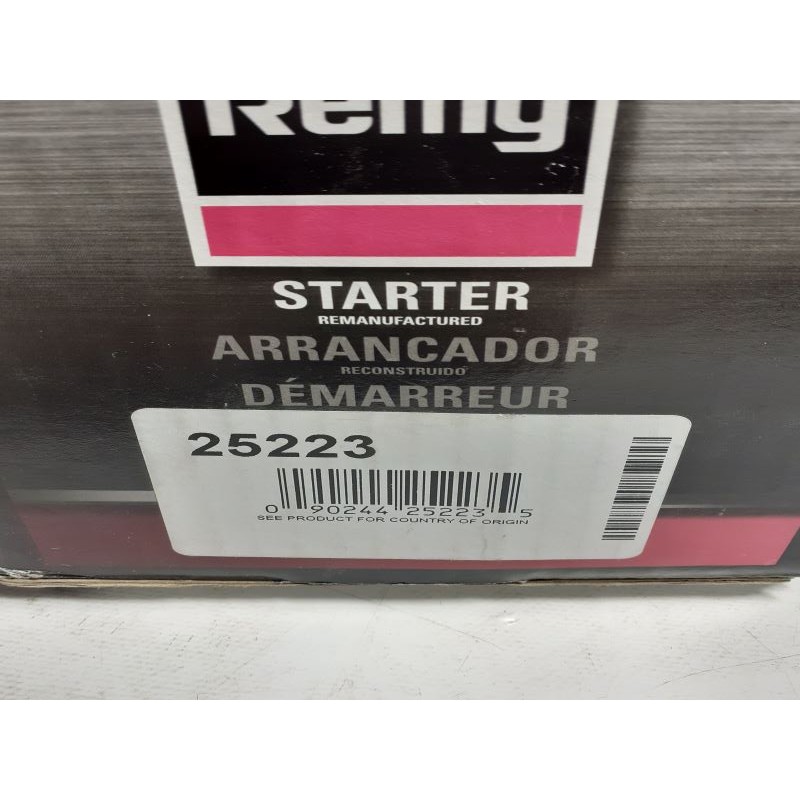 Remy
STARTER
REMANUFACTURED
ARRANCADOR
RECONSTRUIDO
DÉMARREUR
25223
0 90244 25223 5
SEE PRODUCT FOR COUNTRY OF ORIGIN